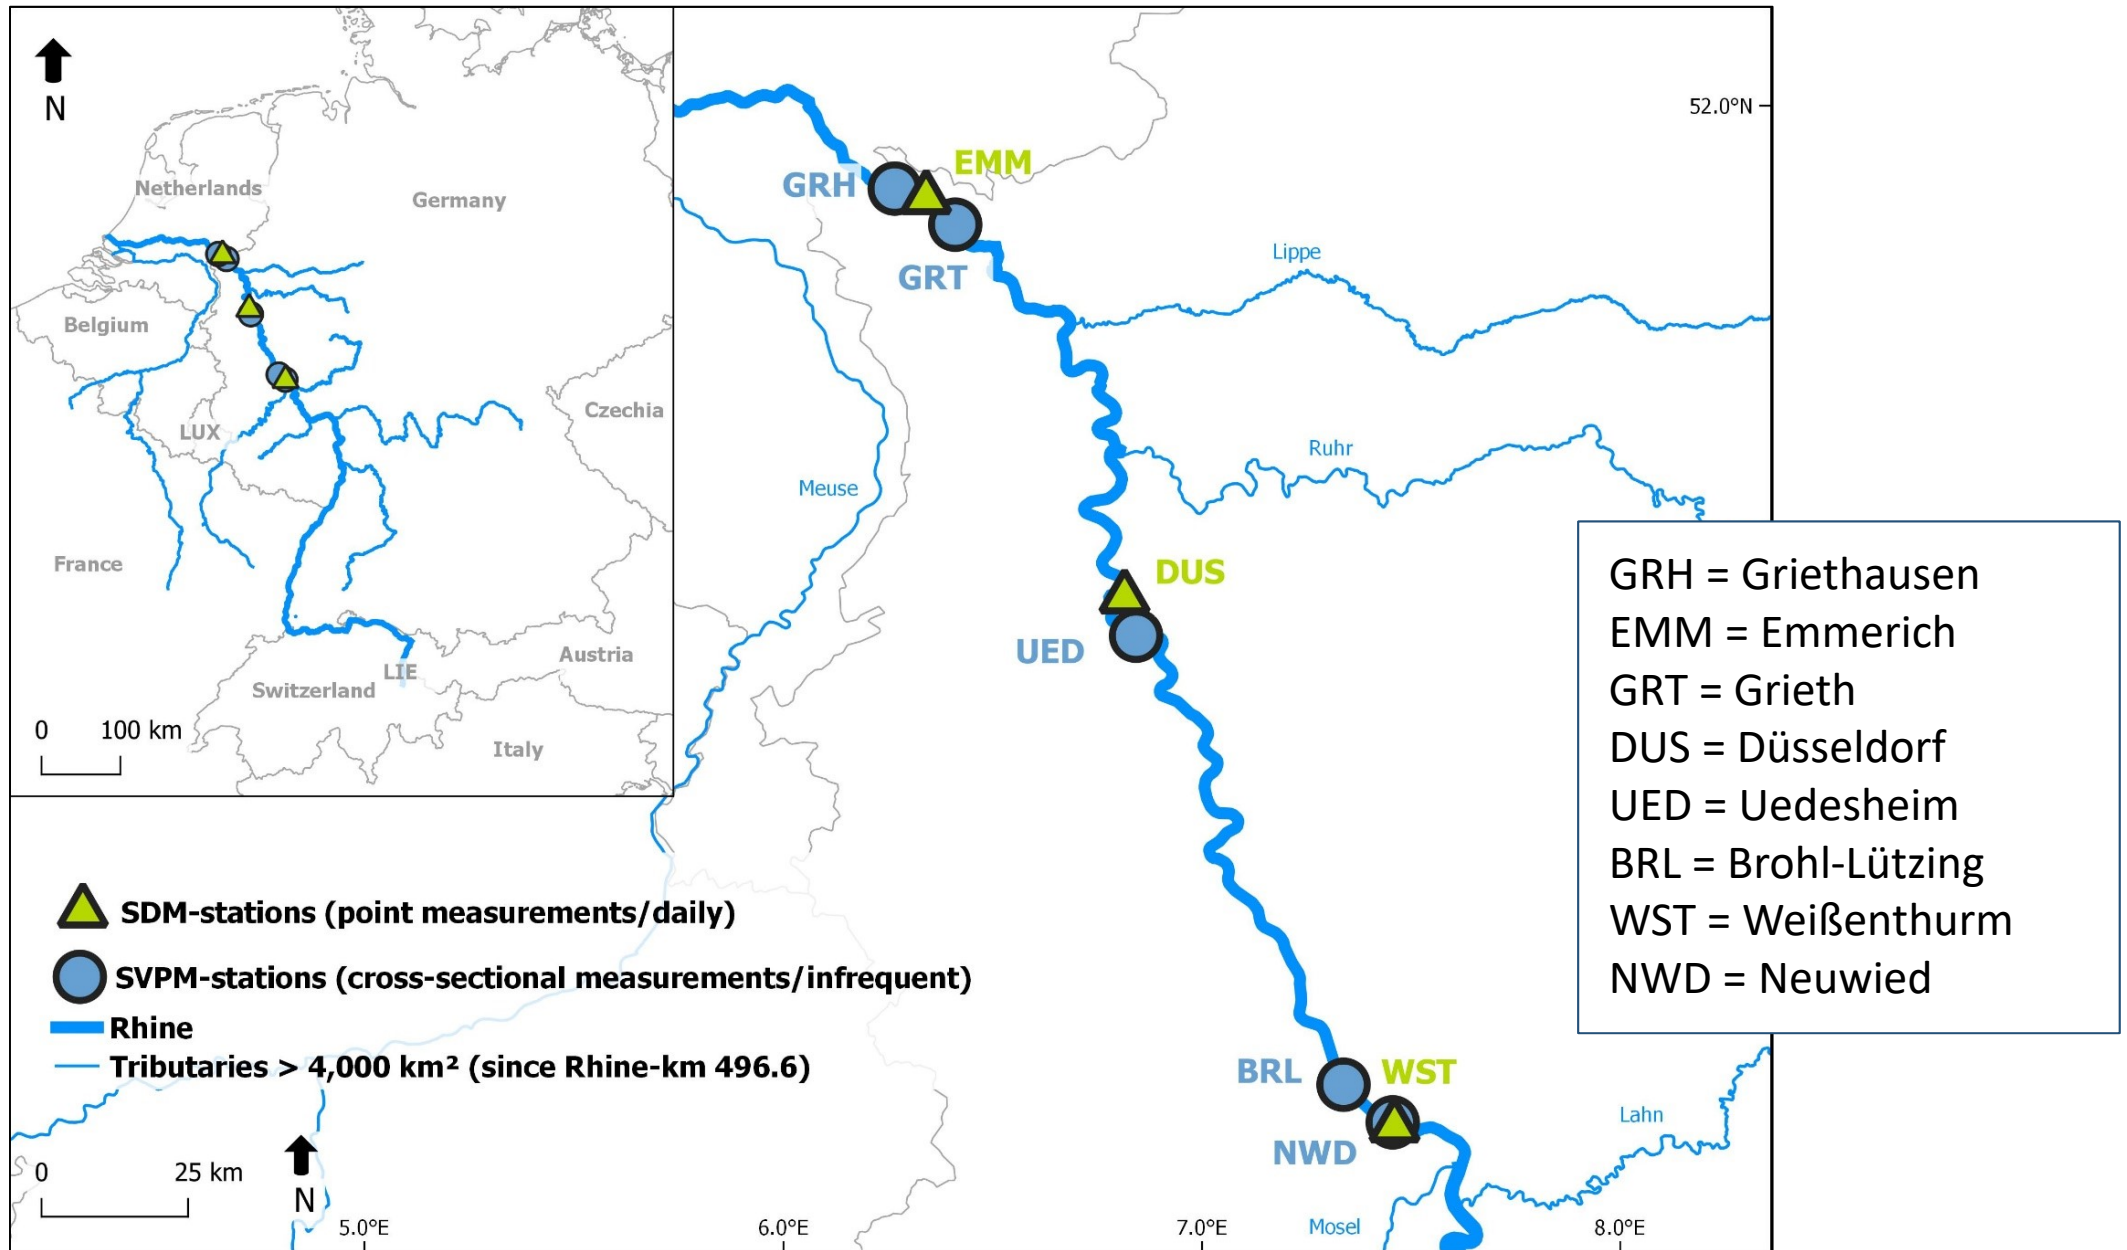 N
Netherlands
Germany
Belgium
LUX
Czechia
France
LIE
Austria
Switzerland
Italy
0 100 km
52.0°N
EMM
GRH
GRT
Lippe
Ruhr
Meuse
DUS
UED
BRL
WST
NWD
Lahn
Mosel
GRH = Griethausen
EMM = Emmerich
GRT = Grieth
DUS = Düsseldorf
UED = Uedesheim
BRL = Brohl-Lützing
WST = Weißenthurm
NWD = Neuwied
SDM-stations (point measurements/daily)
SVPM-stations (cross-sectional measurements/infrequent)
Rhine
Tributaries > 4,000 km² (since Rhine-km 496.6)
0 25 km
N
5.0°E
6.0°E
7.0°E
8.0°E